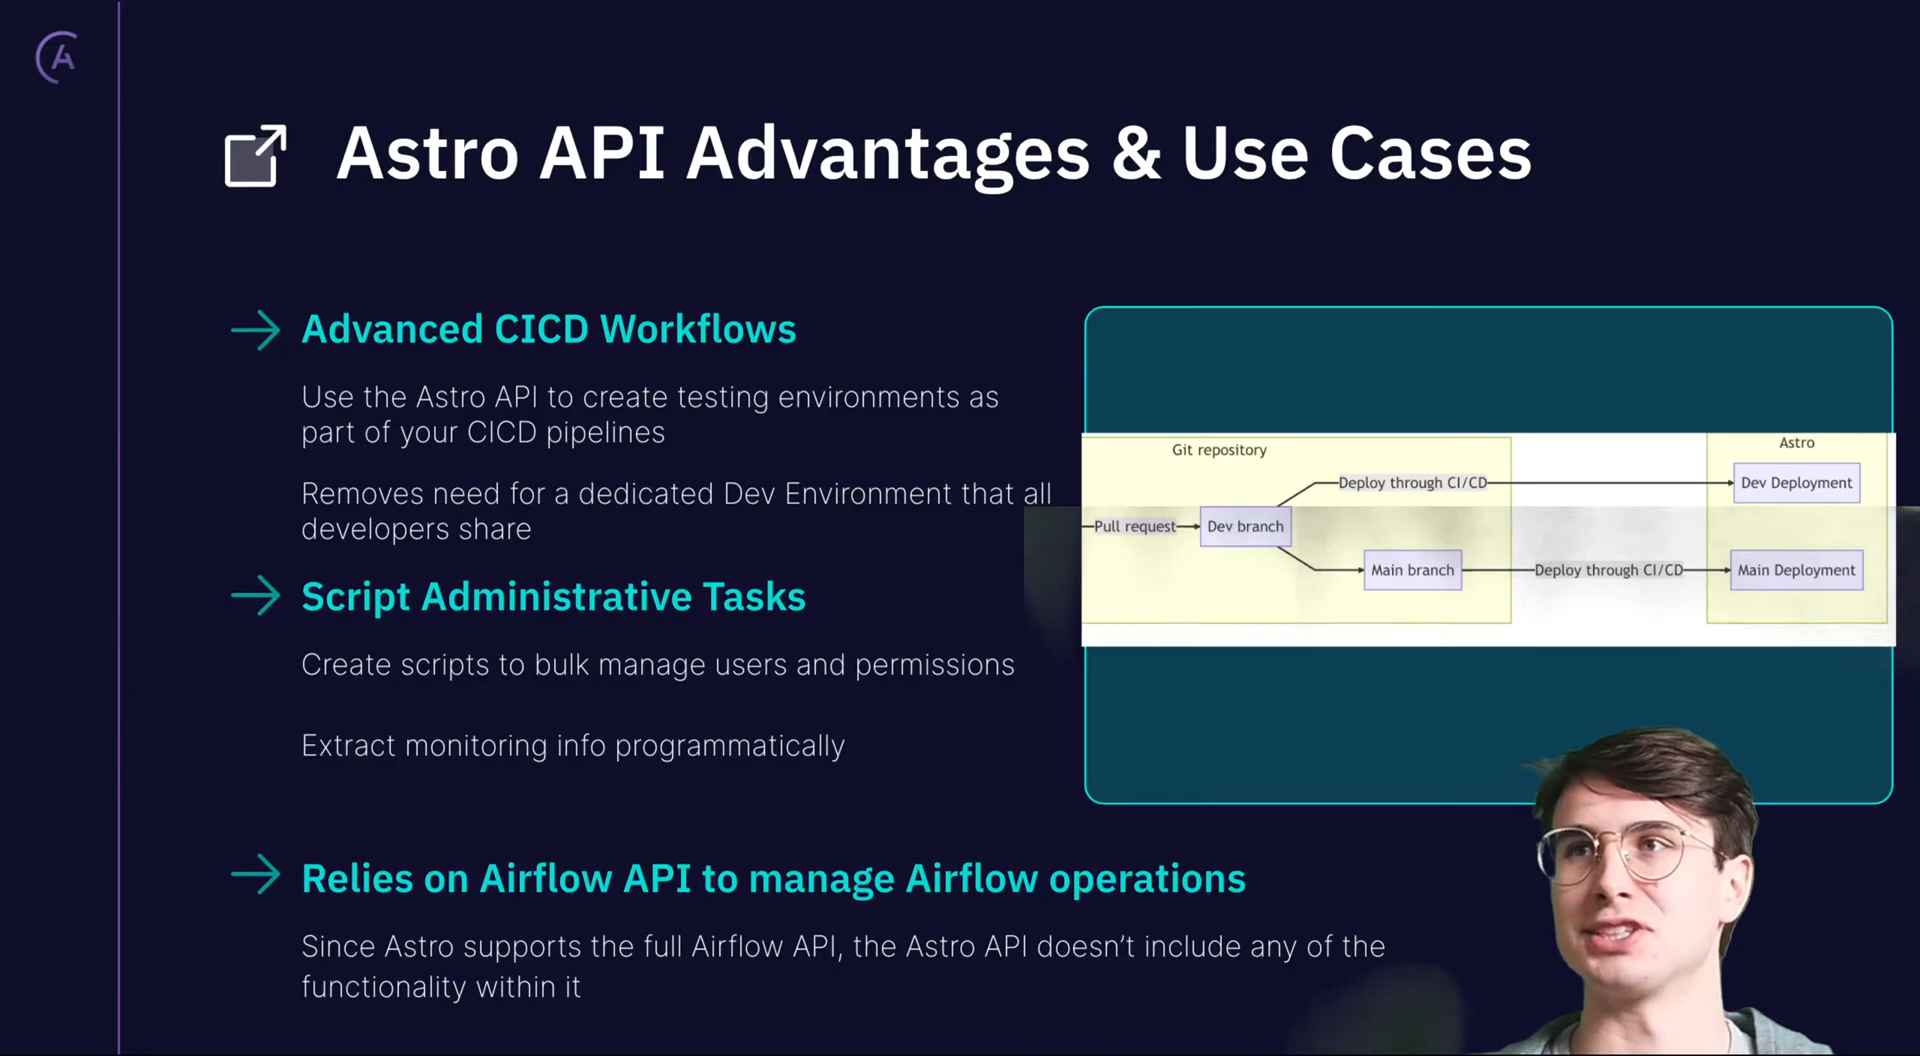 Astro API Advantages & Use Cases
Advanced CICD Workflows
Use the Astro API to create testing environments as
part of your CICD pipelines
Removes need for a dedicated Dev Environment that all
developers share
Script Administrative Tasks
Create scripts to bulk manage users and permissions
Extract monitoring info programmatically
Relies on Airflow API to manage Airflow operations
Since Astro supports the full Airflow API, the Astro API doesn't include any of the
functionality within it
Git repository
Astro
Deploy through CI/CD
Dev Deployment
Pull request
Dev branch
Main branch
Deploy through CI/CD
Main Deployment